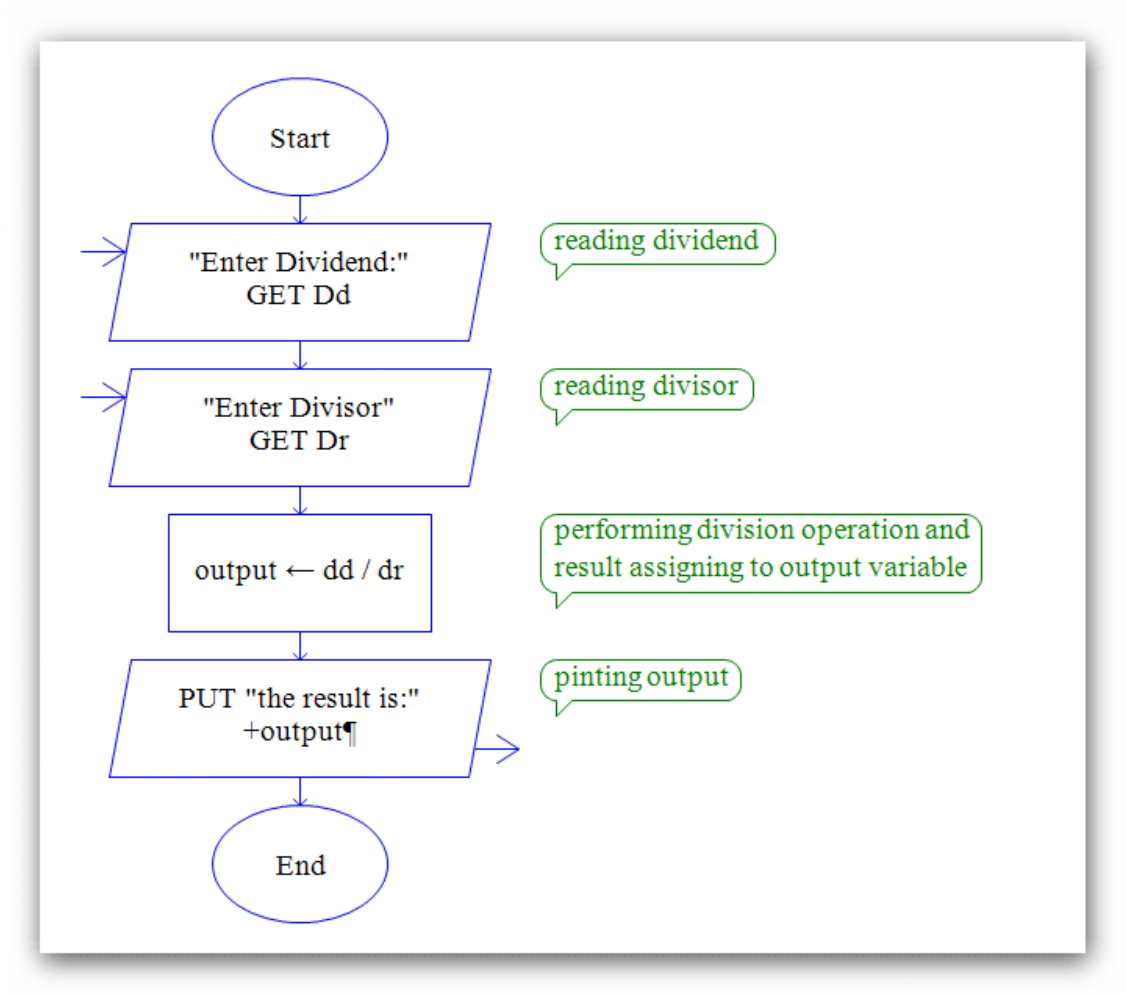 Start
"Enter Dividend:"
GET Dd
reading dividend
"Enter Divisor"
GET Dr
reading divisor
output ← dd / dr
performing division operation and
result assigning to output variable
PUT "the result is:"
+output¶
pinting output
End